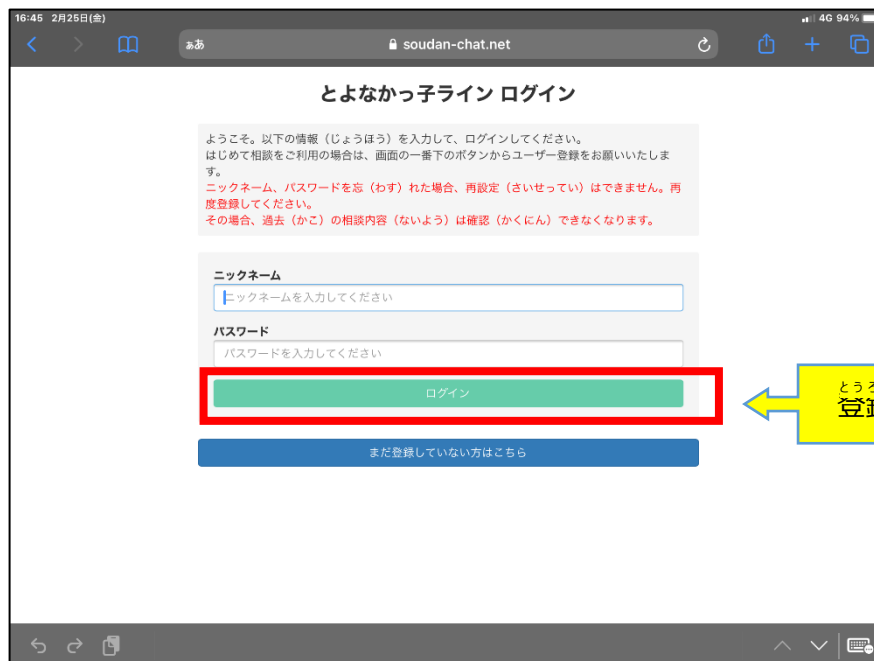 16:45 2月25日(金)
4G 94%
ぁあ
soudan-chat.net
とよなかっ子ライン ログイン
ようこそ。以下の情報（じょうほう）を入力して、ログインしてください。
はじめて相談をご利用の場合は、画面の一番下のボタンからユーザー登録をお願いいたしま
す。
ニックネーム、パスワードを忘（わす）れた場合、再設定（さいせってい）はできません。再
度登録してください。
その場合、過去（かこ）の相談内容（ないよう）は確認（かくにん）できなくなります。
ニックネーム
ニックネームを入力してください
パスワード
パスワードを入力してください
ログイン
とうろ
登録
まだ登録していない方はこちら